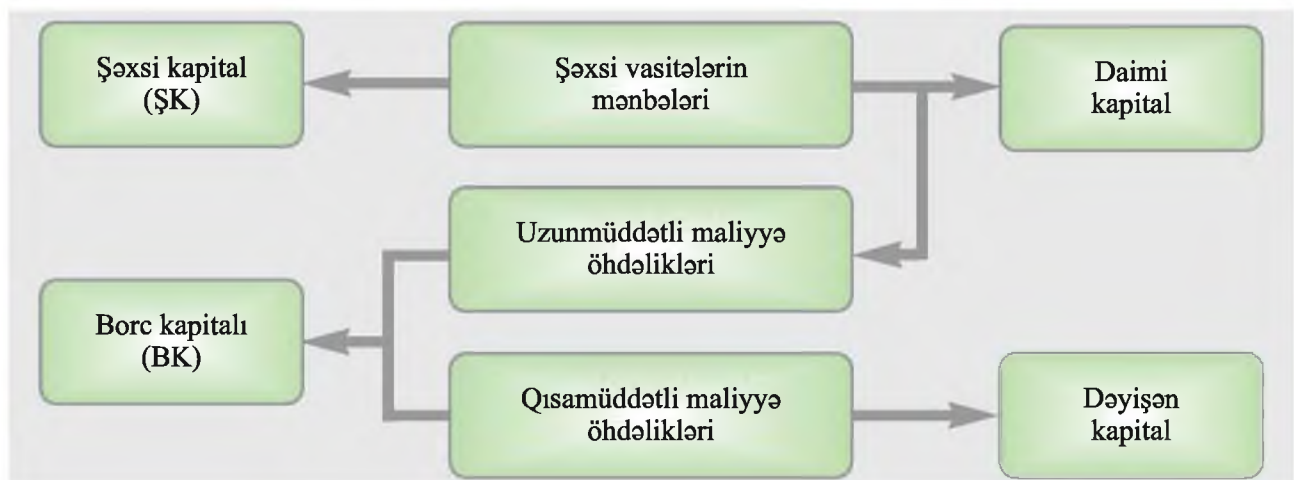 Şəxsi kapital
(ŞK)
Şəxsi vasitələrin
mənbələri
Daimi
kapital
Uzunmüddətli maliyyə
öhdəlikləri
Borc kapitalı
(BK)
Qısamüddətli maliyyə
öhdəlikləri
Dəyişən
kapital